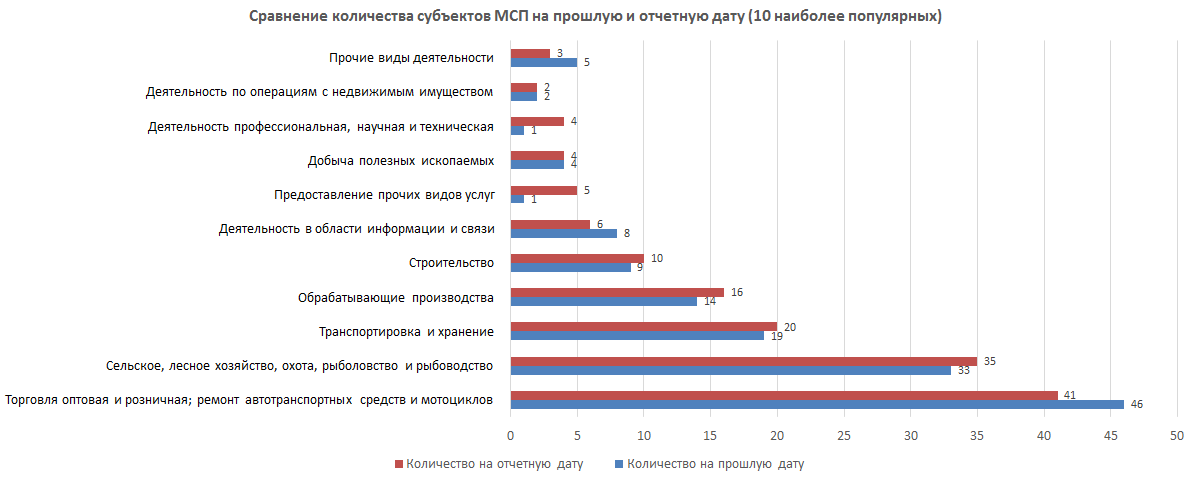 Сравнение количества субъектов МСП на прошлую и отчетную дату (10 наиболее популярных)
Прочие виды деятельности
3
5
Деятельность по операциям с недвижимым имуществом
2
2
Деятельность профессиональная, научная и техническая
4
1
Добыча полезных ископаемых
4
4
Предоставление прочих видов услуг
5
1
Деятельность в области информации и связи
6
8
Строительство
10
9
Обрабатывающие производства
16
14
Транспортировка и хранение
20
19
Сельское, лесное хозяйство, охота, рыболовство и рыбоводство
35
33
Торговля оптовая и розничная; ремонт автотранспортных средств и мотоциклов
41
46
0 5 10 15 20 25 30 35 40 45 50
Количество на отчетную дату Количество на прошлую дату